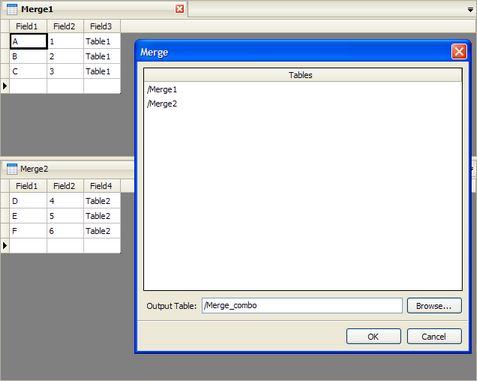 Merge1
Field1 Field2 Field3
A 1 Table1
B 2 Table1
C 3 Table1
Merge2
Field1 Field2 Field4
D 4 Table2
E 5 Table2
F 6 Table2
Merge
Tables
/Merge1
/Merge2
Output Table: /Merge_combo Browse...
OK Cancel